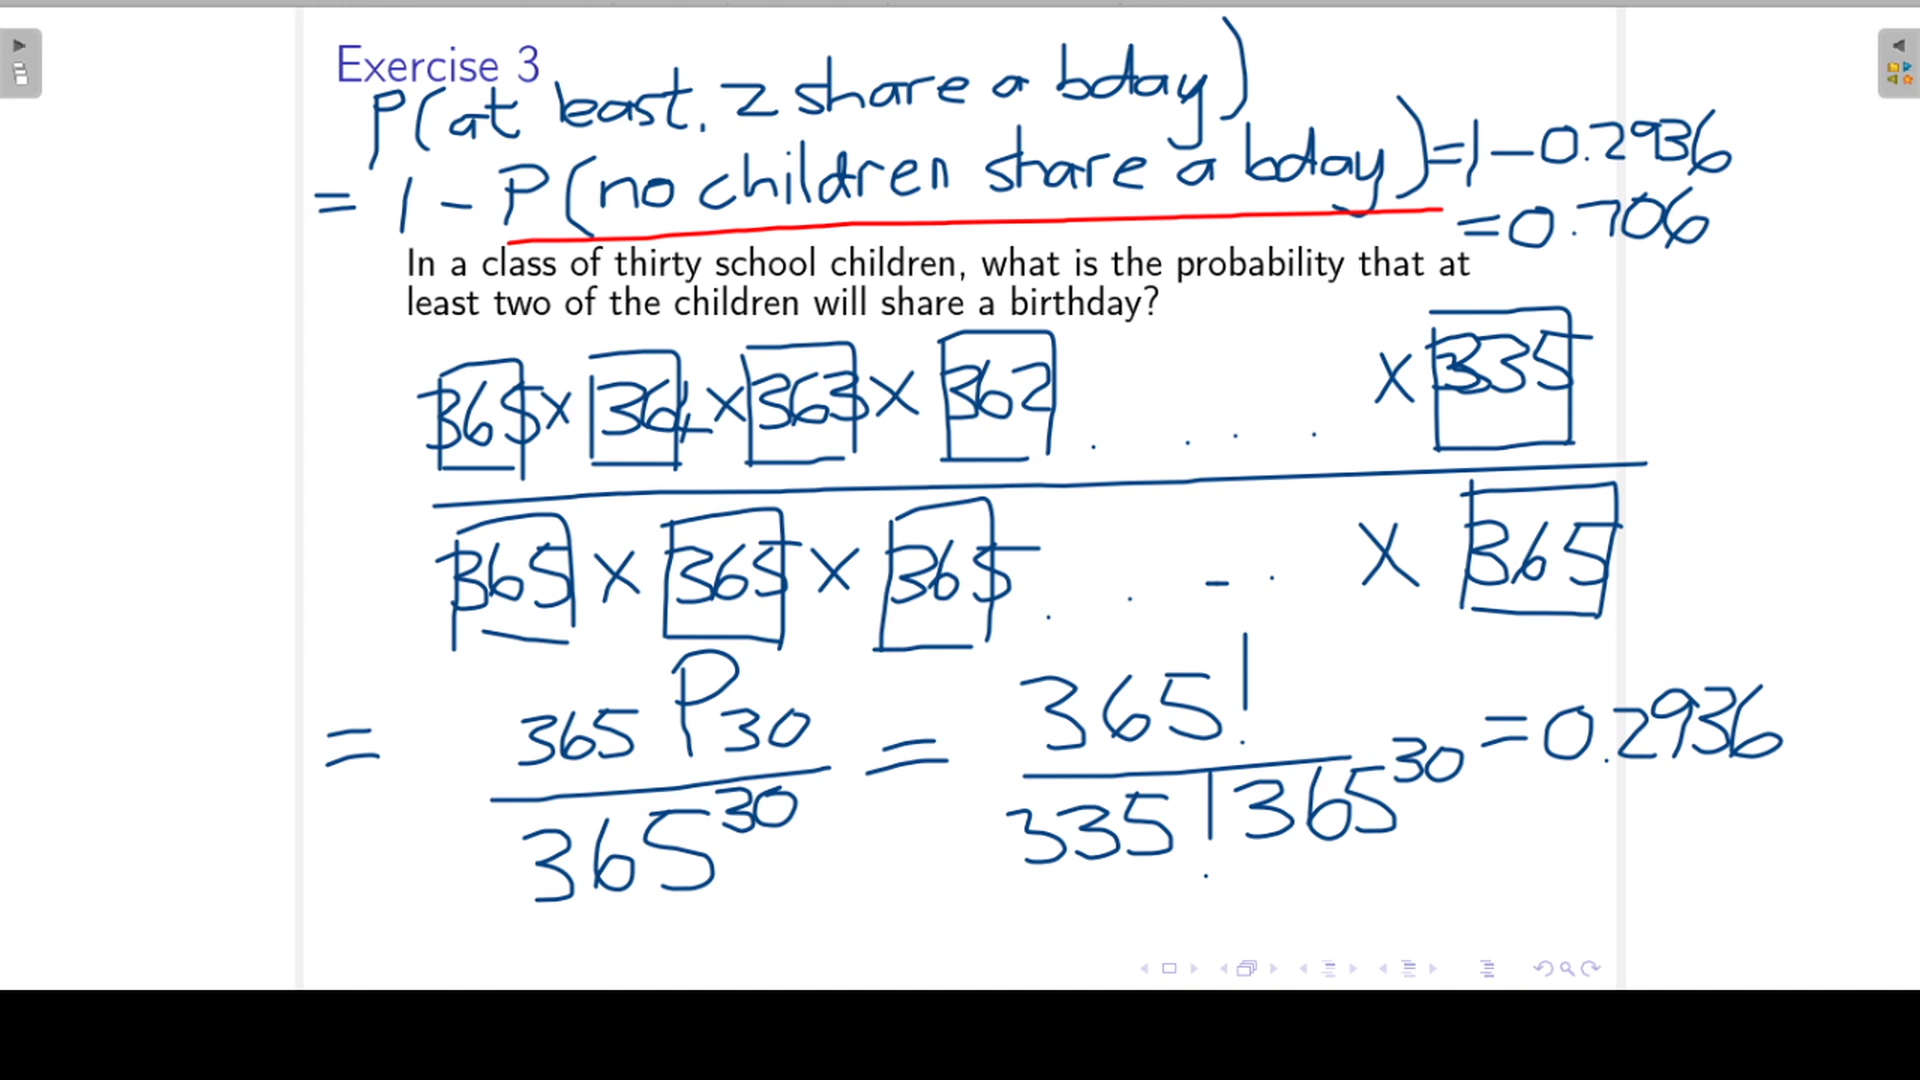 Exercise 3
P(at least 2 share a bday)
= 1 - P(no children share a bday) = 1 - 0.2936
= 0.706
In a class of thirty school children, what is the probability that at
least two of the children will share a birthday?
365 × 364 × 363 × 362 . . . . × 335
365 × 365 × 365 . . - . × 365
= 365 P 30 = 365! = 0.2936
365^30 335! 365^30